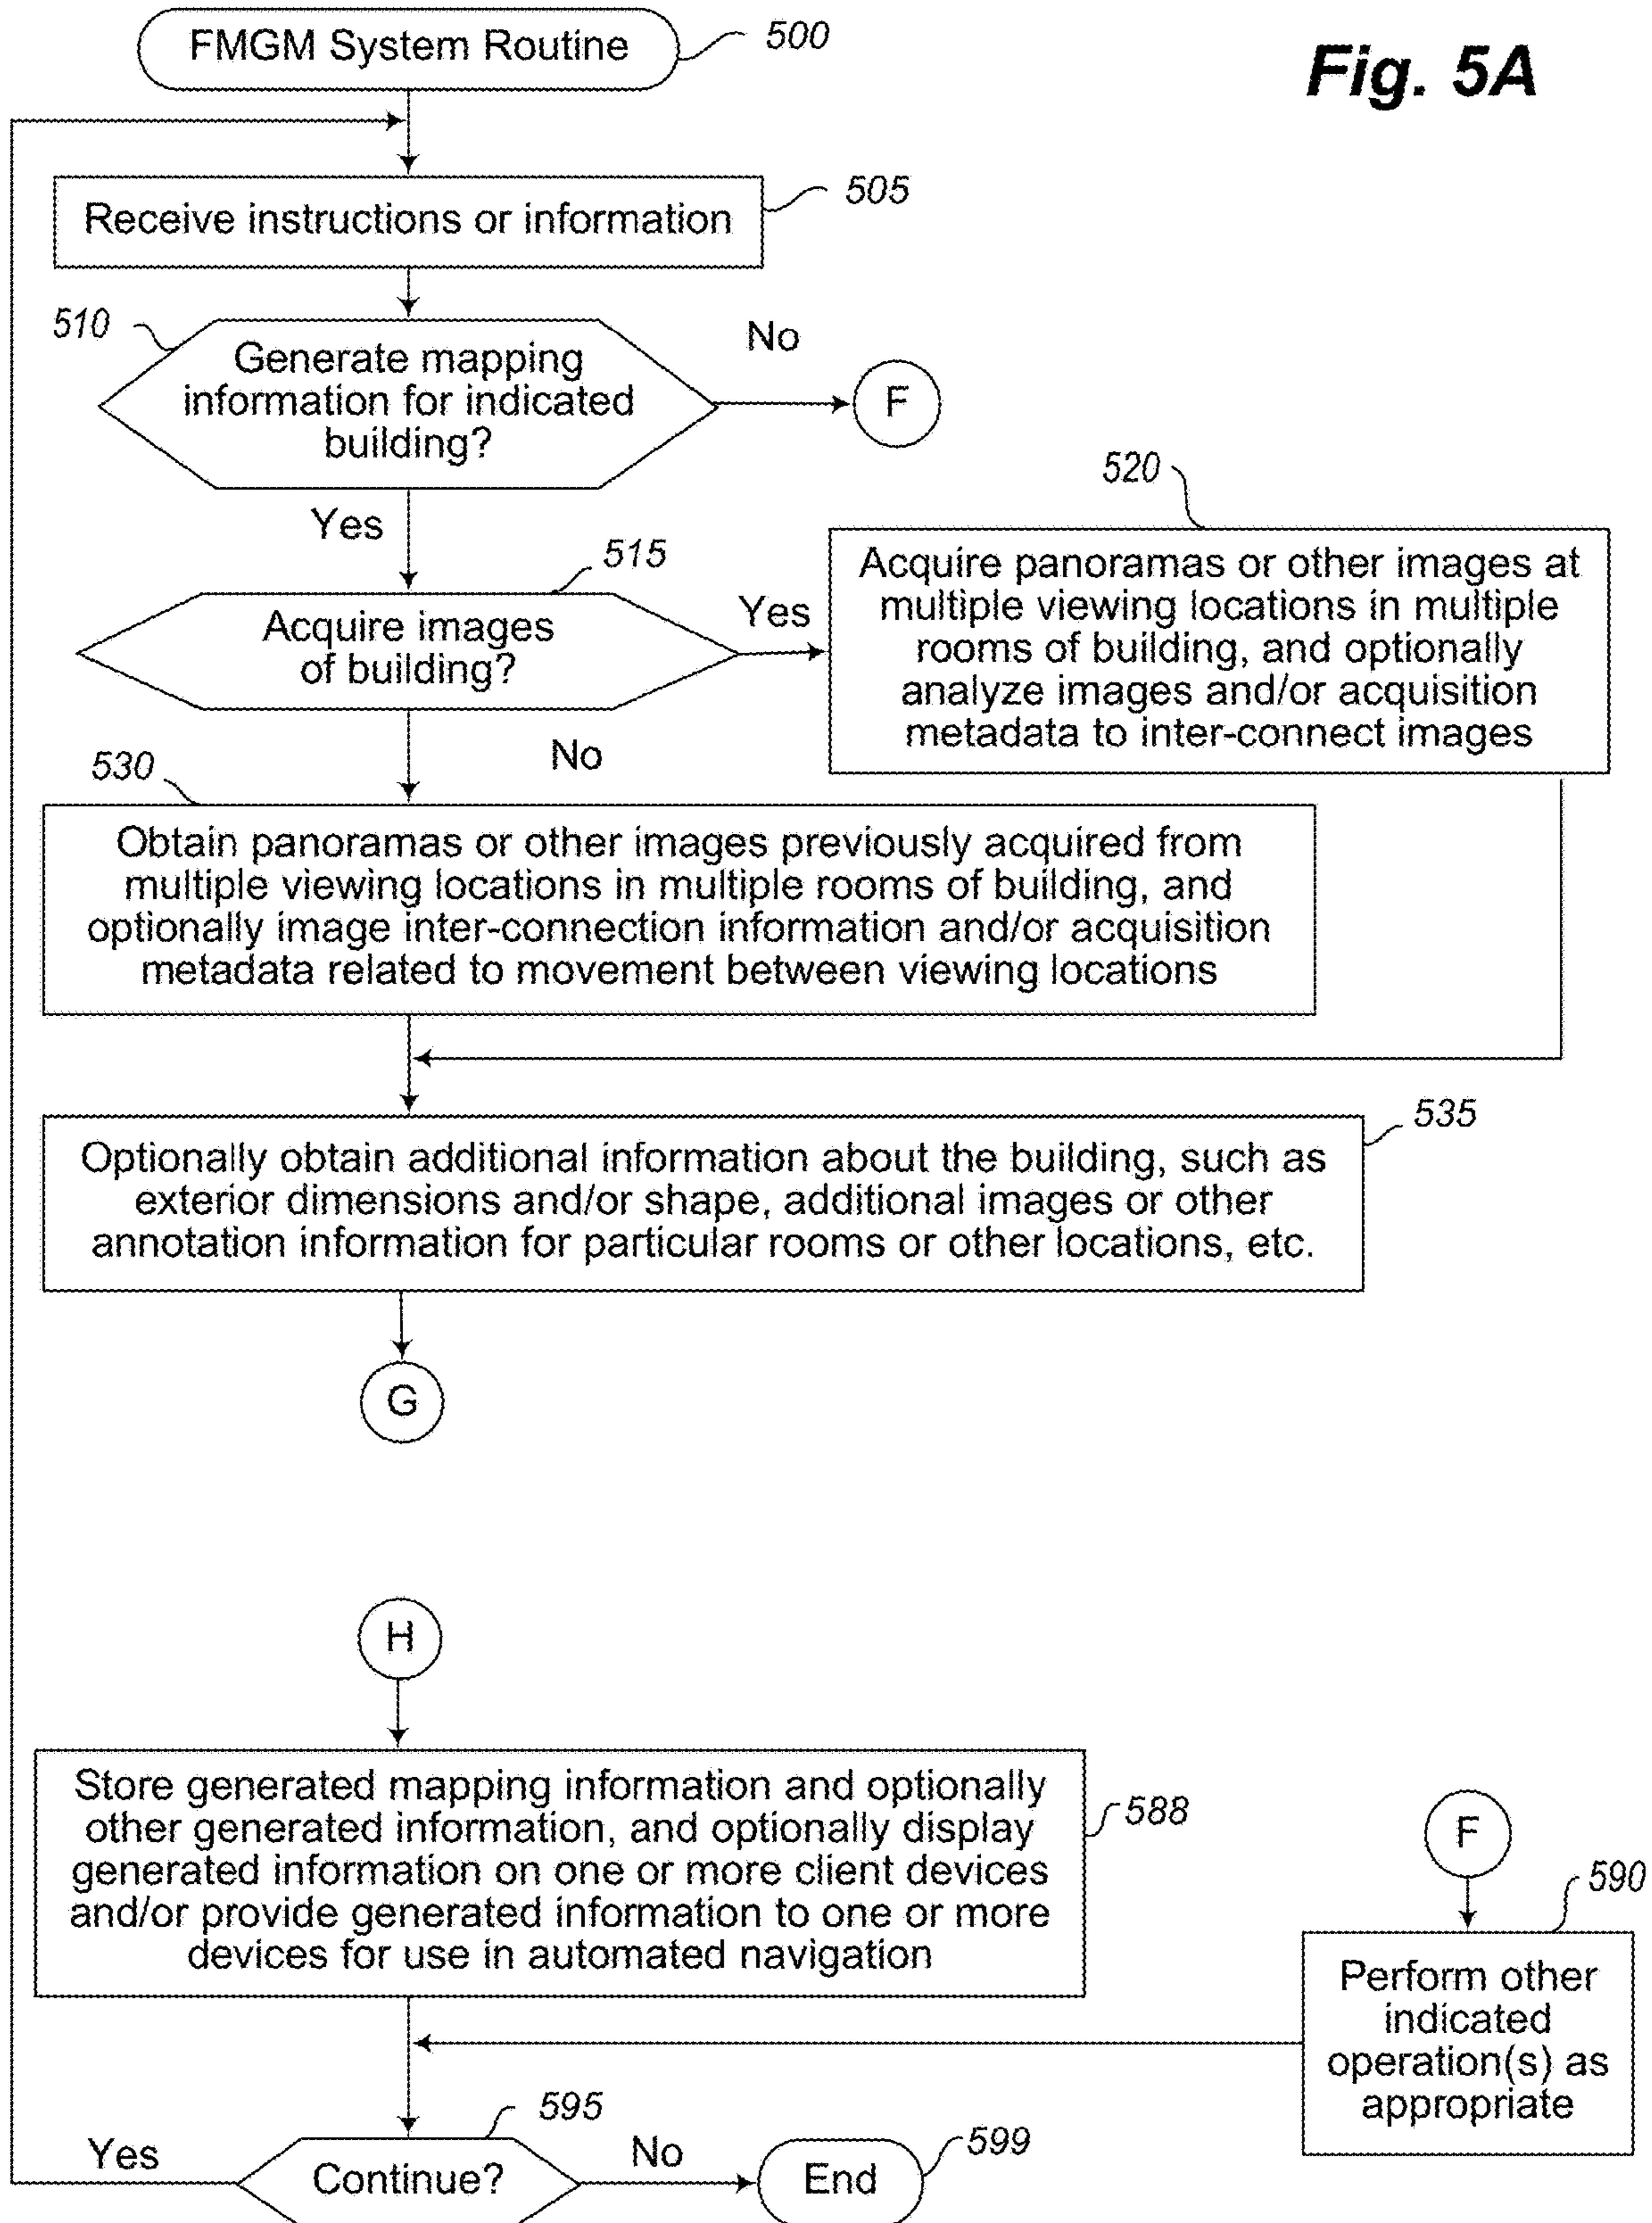 FMGM System Routine
500
Fig. 5A
Receive instructions or information
505
510
Generate mapping
information for indicated
building?
No
F
Yes
515
Acquire images
of building?
Yes
520
Acquire panoramas or other images at
multiple viewing locations in multiple
rooms of building, and optionally
analyze images and/or acquisition
metadata to inter-connect images
No
530
Obtain panoramas or other images previously acquired from
multiple viewing locations in multiple rooms of building, and
optionally image inter-connection information and/or acquisition
metadata related to movement between viewing locations
535
Optionally obtain additional information about the building, such as
exterior dimensions and/or shape, additional images or other
annotation information for particular rooms or other locations, etc.
G
H
Store generated mapping information and optionally
other generated information, and optionally display
generated information on one or more client devices
and/or provide generated information to one or more
devices for use in automated navigation
588
F
590
Perform other
indicated
operation(s) as
appropriate
595
Yes
Continue?
No
End
599